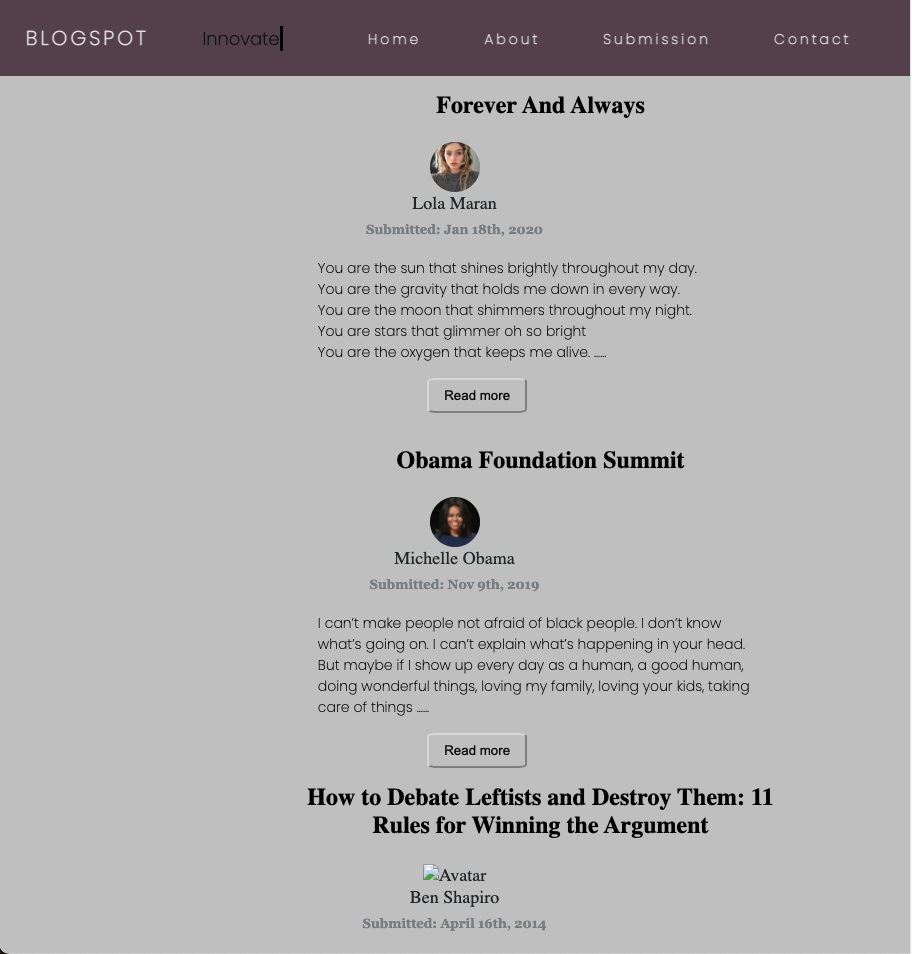 BLOGSPOT Innovate Home About Submission Contact
Forever And Always
Lola Maran
Submitted: Jan 18th, 2020
You are the sun that shines brightly throughout my day.
You are the gravity that holds me down in every way.
You are the moon that shimmers throughout my night.
You are stars that glimmer oh so bright
You are the oxygen that keeps me alive. ......
Read more
Obama Foundation Summit
Michelle Obama
Submitted: Nov 9th, 2019
I can’t make people not afraid of black people. I don’t know
what’s going on. I can’t explain what’s happening in your head.
But maybe if I show up every day as a human, a good human,
doing wonderful things, loving my family, loving your kids, taking
care of things ......
Read more
How to Debate Leftists and Destroy Them: 11
Rules for Winning the Argument
Avatar
Ben Shapiro
Submitted: April 16th, 2014